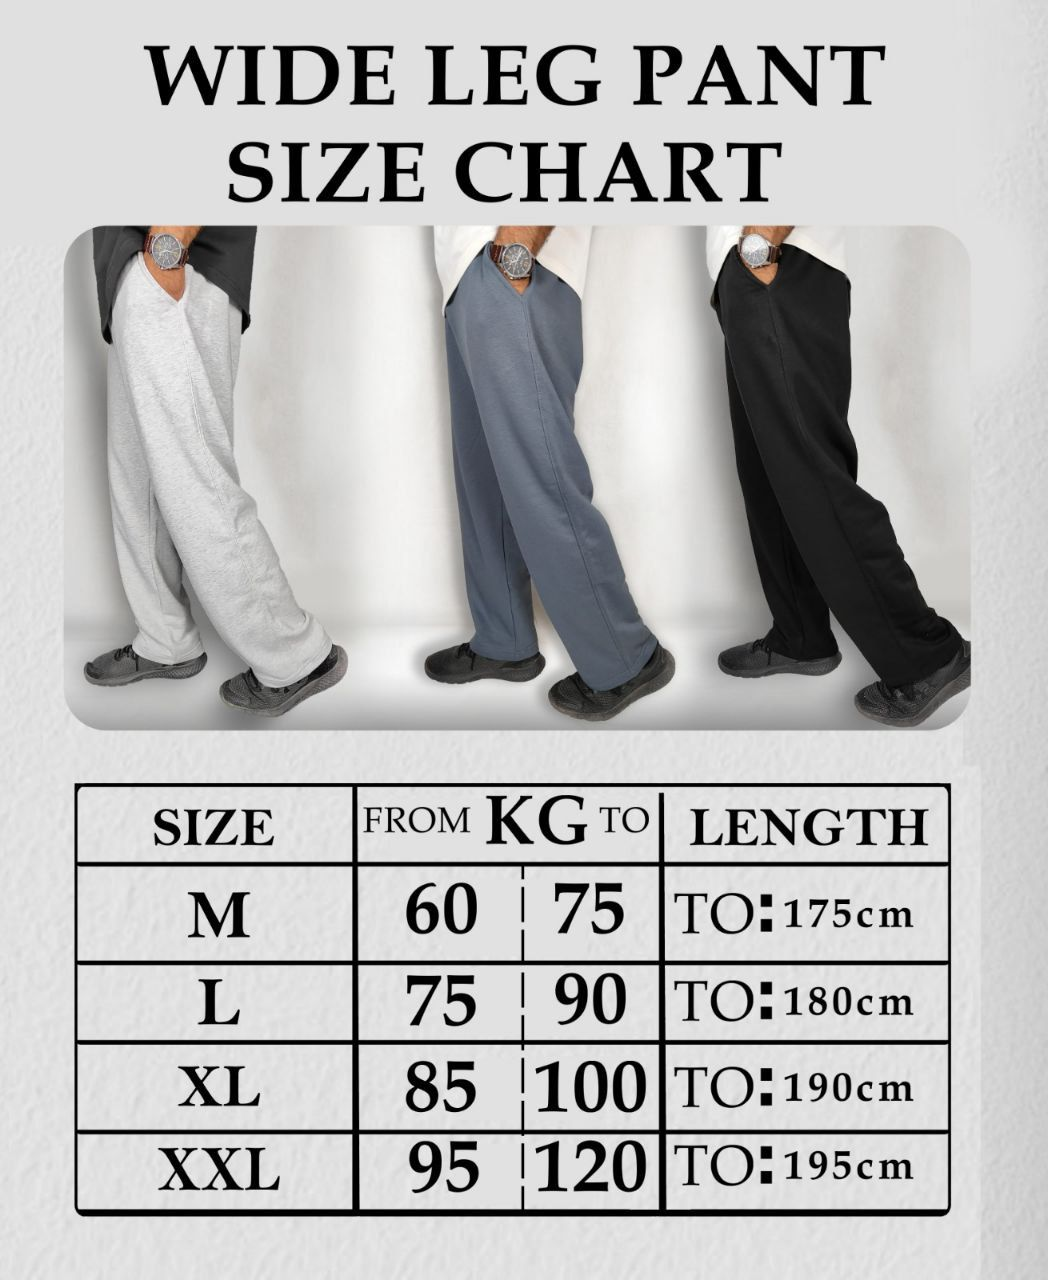 WIDE LEG PANT
SIZE CHART
SIZE FROM KG TO LENGTH
M 60 75 TO: 175cm
L 75 90 TO: 180cm
XL 85 100 TO: 190cm
XXL 95 120 TO: 195cm